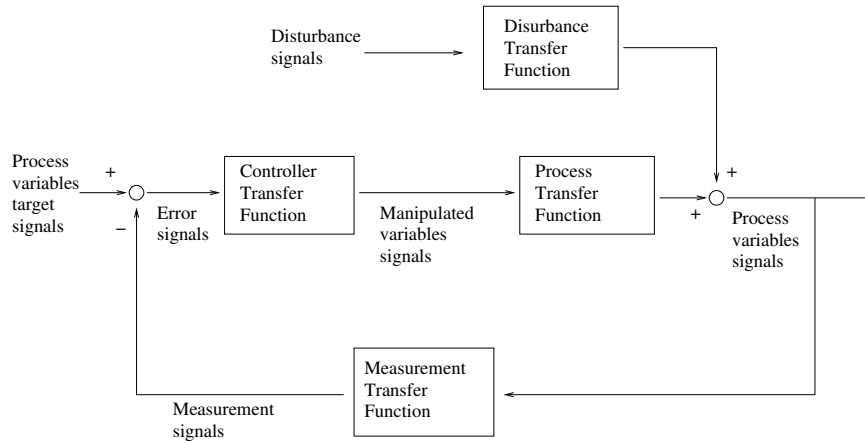 Disturbance
signals
Disurbance
Transfer
Function
Process
variables
target
signals
+
−
Error
signals
Controller
Transfer
Function
Manipulated
variables
signals
Process
Transfer
Function
+
+
Process
variables
signals
Measurement
Transfer
Function
Measurement
signals